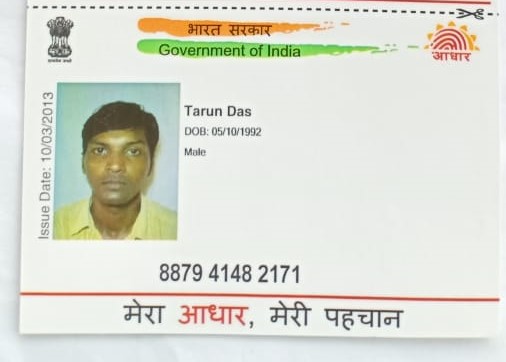 भारत सरकार
Government of India
आधार
Issue Date: 10/03/2013
Tarun Das
DOB: 05/10/1992
Male
8879 4148 2171
मेरा आधार, मेरी पहचान